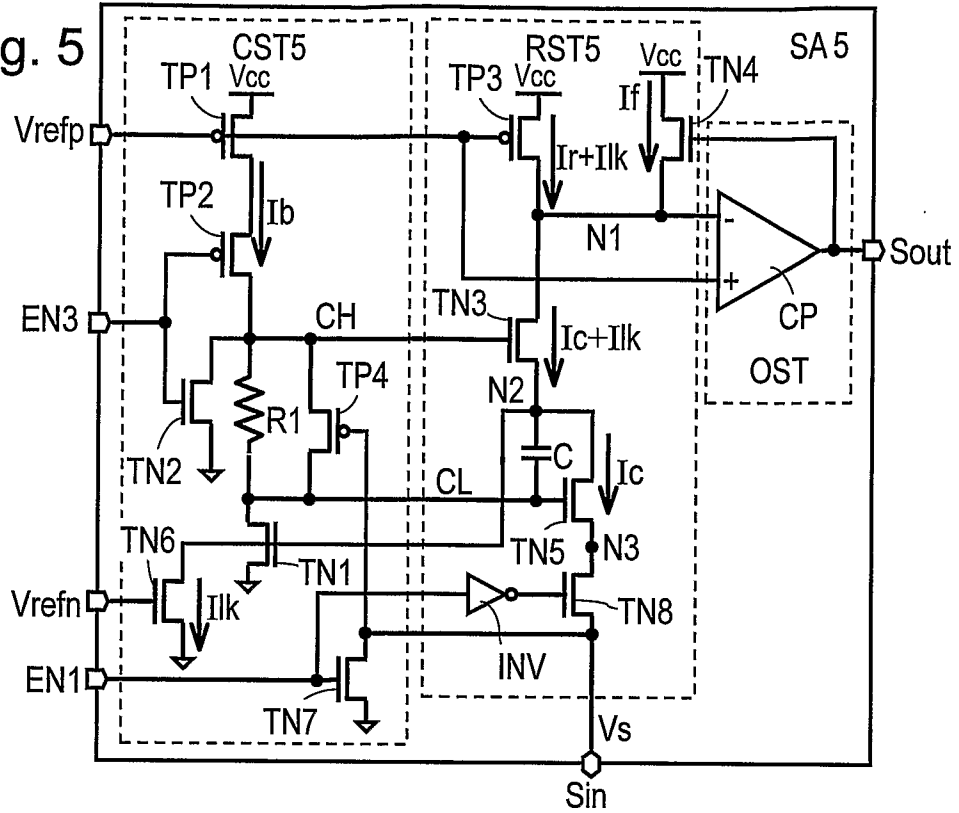 g. 5
CST5
RST5
SA 5
TP1
Vcc
TP3
Vcc
Vcc
TN4
If
Vrefp
Ir+Ilk
TP2
Ib
N1
-
+
Sout
CP
EN3
CH
TN3
Ic+Ilk
OST
TP4
N2
R1
C
TN2
CL
Ic
TN6
TN5
N3
TN1
Vrefn
Ilk
TN8
INV
EN1
TN7
Vs
Sin